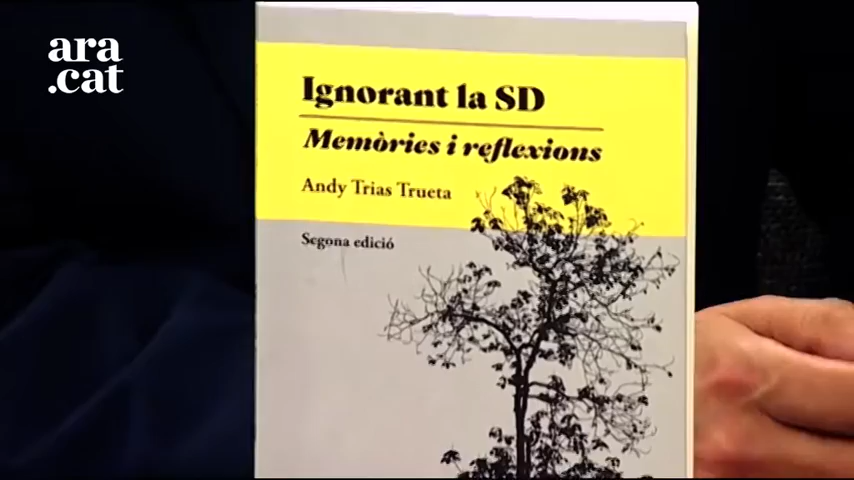 ara
.cat
Ignorant la SD
Memòries i reflexions
Andy Trias Trueta
Segona edició